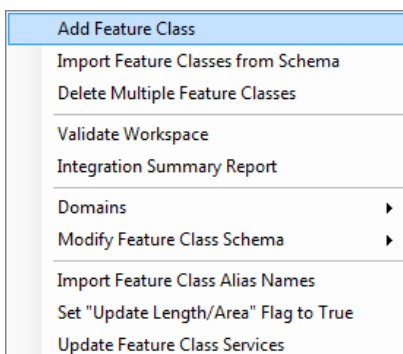 Add Feature Class
Import Feature Classes from Schema
Delete Multiple Feature Classes
Validate Workspace
Integration Summary Report
Domains
Modify Feature Class Schema
Import Feature Class Alias Names
Set "Update Length/Area" Flag to True
Update Feature Class Services